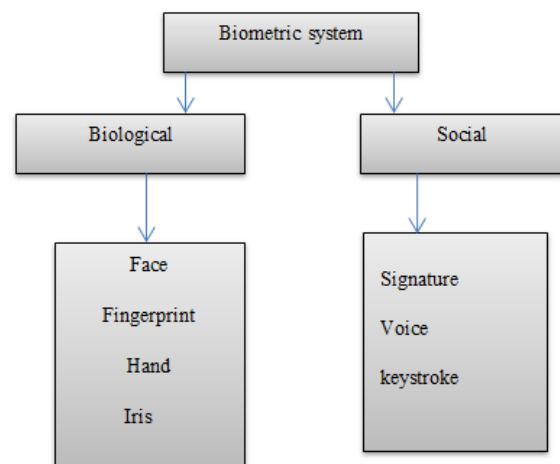 Biometric system
Biological
Social
Face
Fingerprint
Hand
Iris
Signature
Voice
keystroke